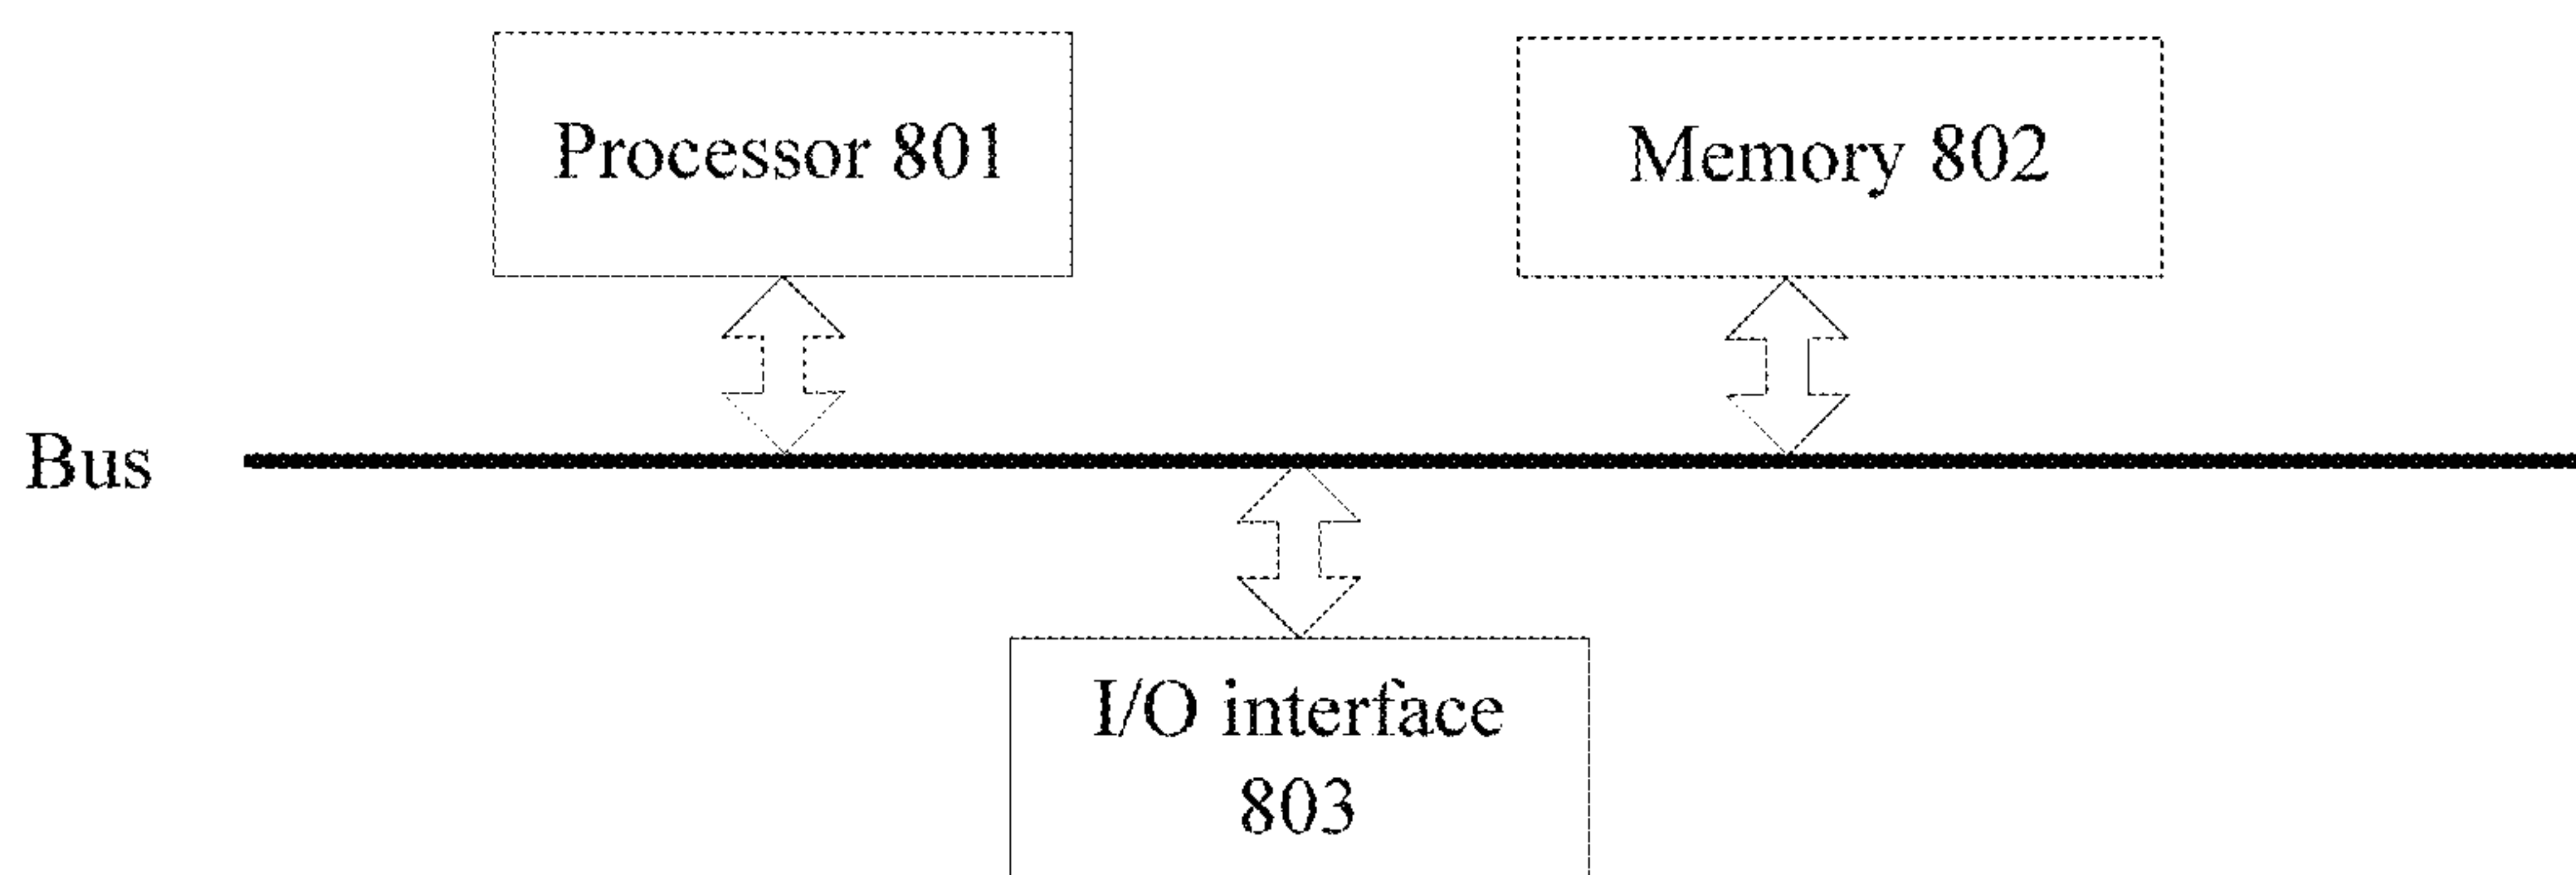 Processor 801
Memory 802
Bus
I/O interface
803